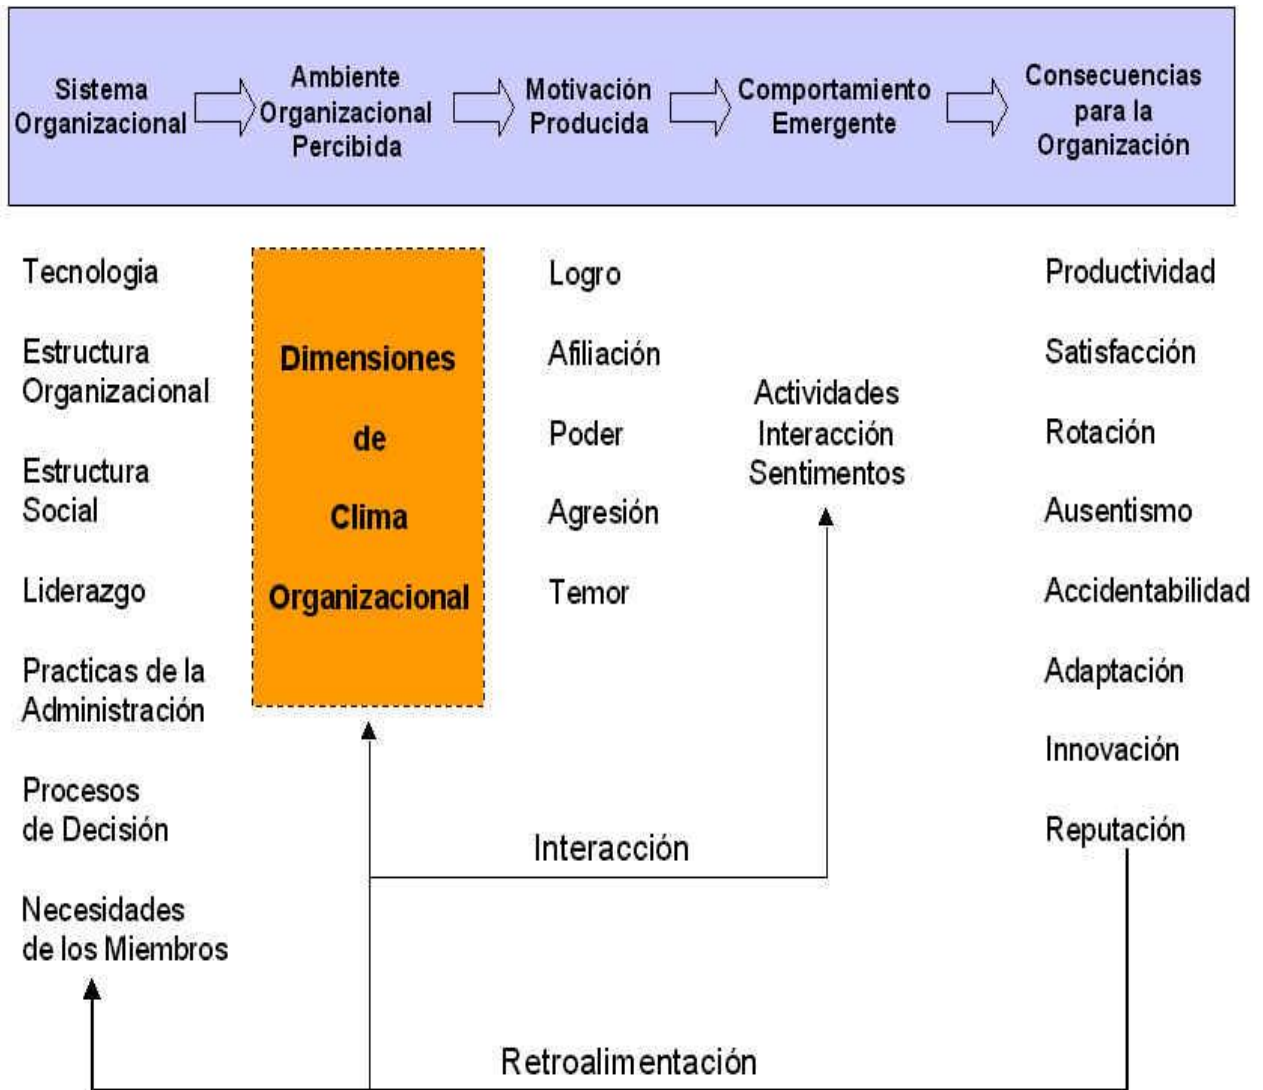 Sistema
Organizacional
Ambiente
Organizacional
Percibida
Motivación
Producida
Comportamiento
Emergente
Consecuencias
para la
Organización
Tecnologia
Estructura
Organizacional
Estructura
Social
Liderazgo
Practicas de la
Administración
Procesos
de Decisión
Necesidades
de los Miembros
Dimensiones
de
Clima
Organizacional
Logro
Afiliación
Poder
Agresión
Temor
Actividades
Interacción
Sentimentos
Productividad
Satisfacción
Rotación
Ausentismo
Accidentabilidad
Adaptación
Innovación
Reputación
Interacción
Retroalimentación